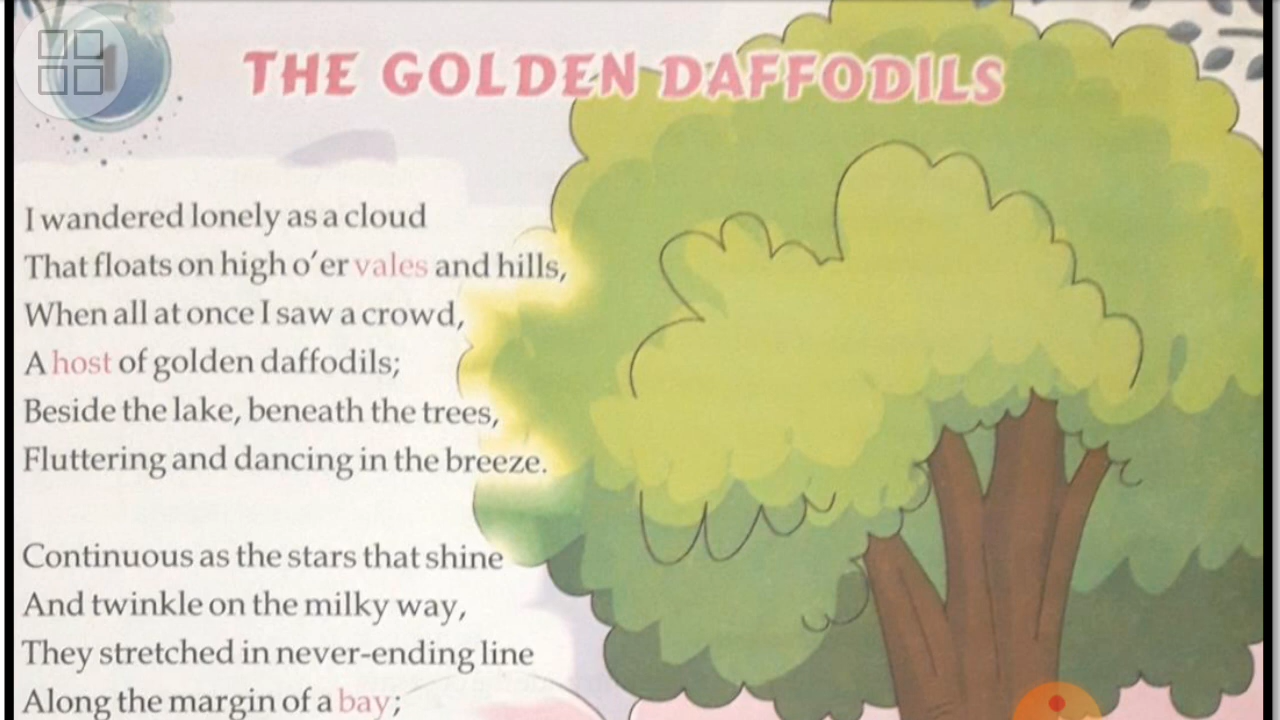 THE GOLDEN DAFFODILS
I wandered lonely as a cloud
That floats on high o'er vales and hills,
When all at once I saw a crowd,
A host of golden daffodils;
Beside the lake, beneath the trees,
Fluttering and dancing in the breeze.
Continuous as the stars that shine
And twinkle on the milky way,
They stretched in never-ending line
Along the margin of a bay;